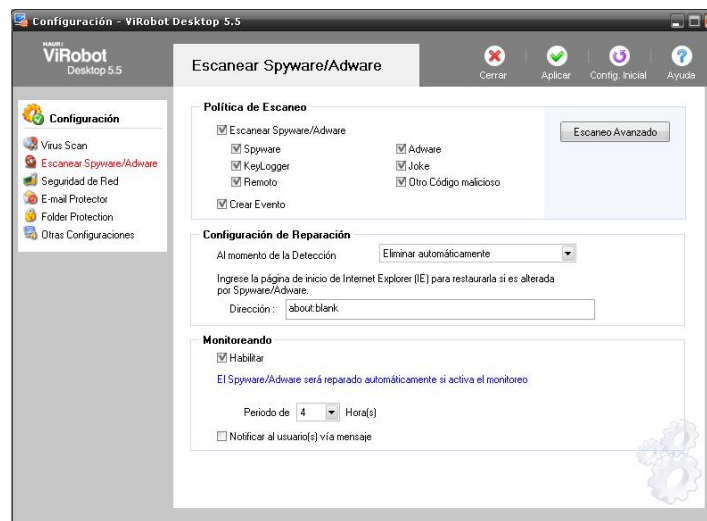 Configuración - ViRobot Desktop 5.5
HAURI
ViRobot
Desktop 5.5
Escanear Spyware/Adware
Cerrar
Aplicar
Config. Inicial
Ayuda
Configuración
Virus Scan
Escanear Spyware/Adware
Seguridad de Red
E-mail Protector
Folder Protection
Otras Configuraciones
Política de Escaneo
Escanear Spyware/Adware
Spyware
Adware
KeyLogger
Joke
Remoto
Otro Código malicioso
Crear Evento
Escaneo Avanzado
Configuración de Reparación
Al momento de la Detección
Eliminar automáticamente
Ingrese la página de inicio de Internet Explorer (IE) para restaurarla si es alterada
por Spyware/Adware.
Dirección :
about:blank
Monitoreando
Habilitar
El Spyware/Adware será reparado automáticamente si activa el monitoreo
Periodo de 4 Hora(s)
Notificar al usuario(s) vía mensaje